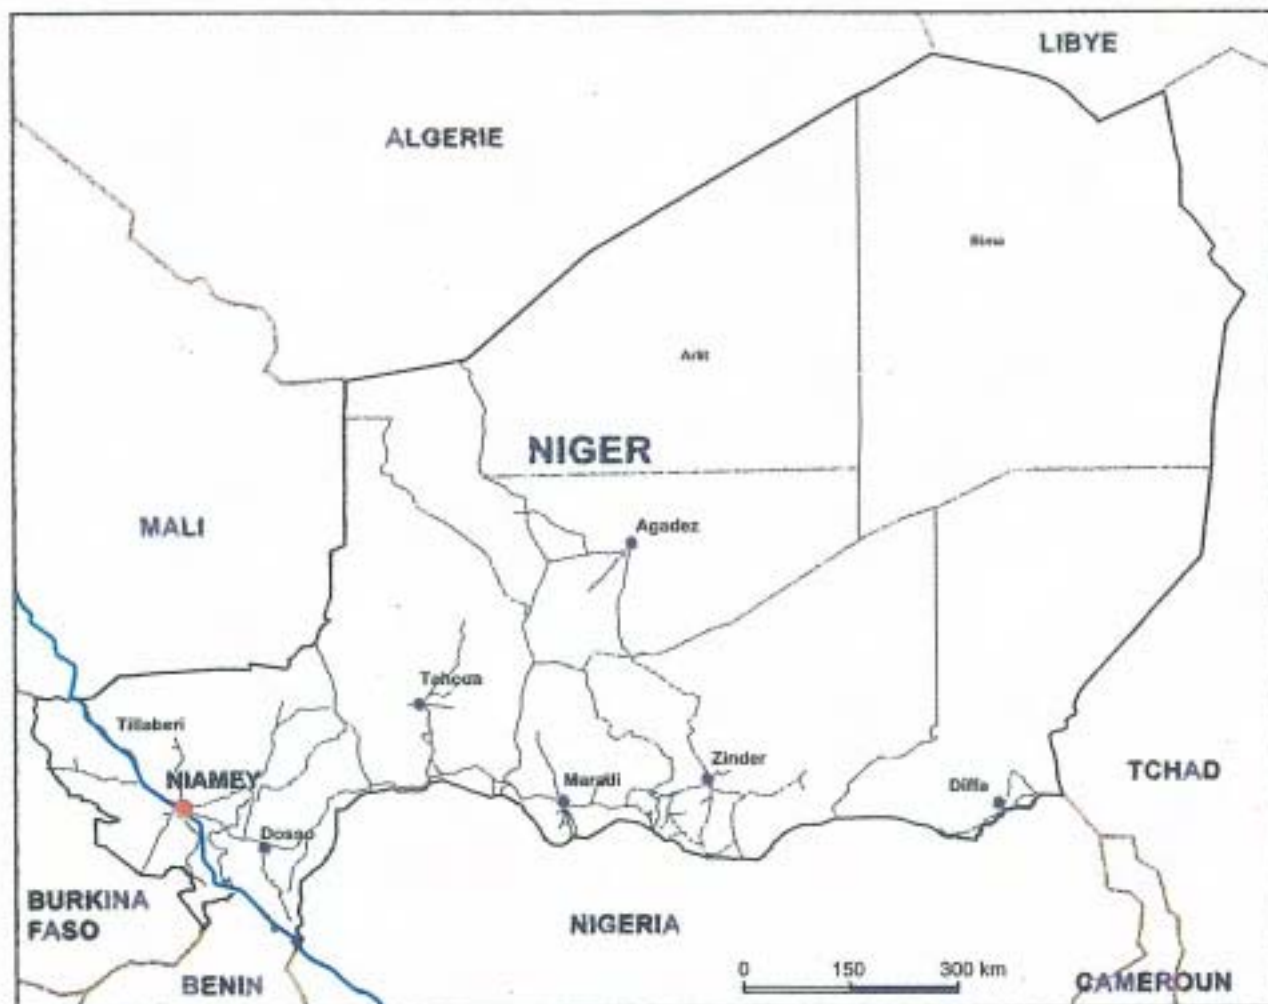 LIBYE
ALGERIE
Bilma
Arlit
NIGER
MALI
Agadez
Tahoua
Tillaberi
Zinder
NIAMEY
Maradi
TCHAD
Diffa
Dosso
BURKINA
FASO
NIGERIA
0 150 300 km
BENIN
CAMEROUN